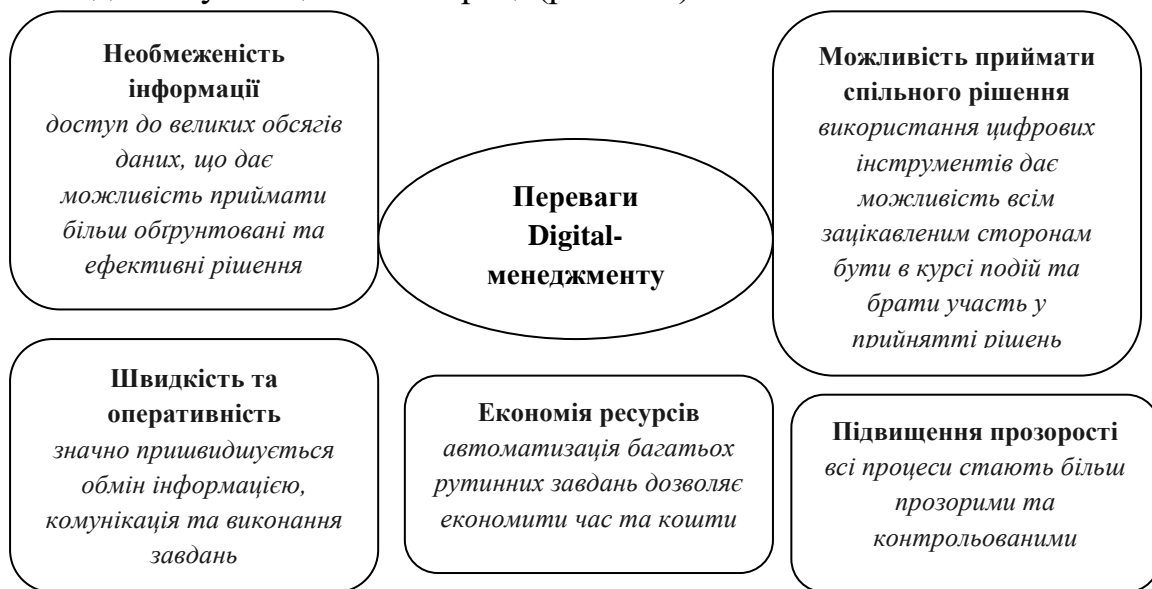 Необмеженість
інформації
доступ до великих обсягів
даних, що дає
можливість приймати
більш обґрунтовані та
ефективні рішення
Переваги
Digital-
менеджменту
Можливість приймати
спільного рішення
використання цифрових
інструментів дає
можливість всім
зацікавленим сторонам
бути в курсі подій та
брати участь у
прийнятті рішень
Швидкість та
оперативність
значно пришвидшується
обмін інформацією,
комунікація та виконання
завдань
Економія ресурсів
автоматизація багатьох
рутинних завдань дозволяє
економити час та кошти
Підвищення прозорості
всі процеси стають більш
прозорими та
контрольованими